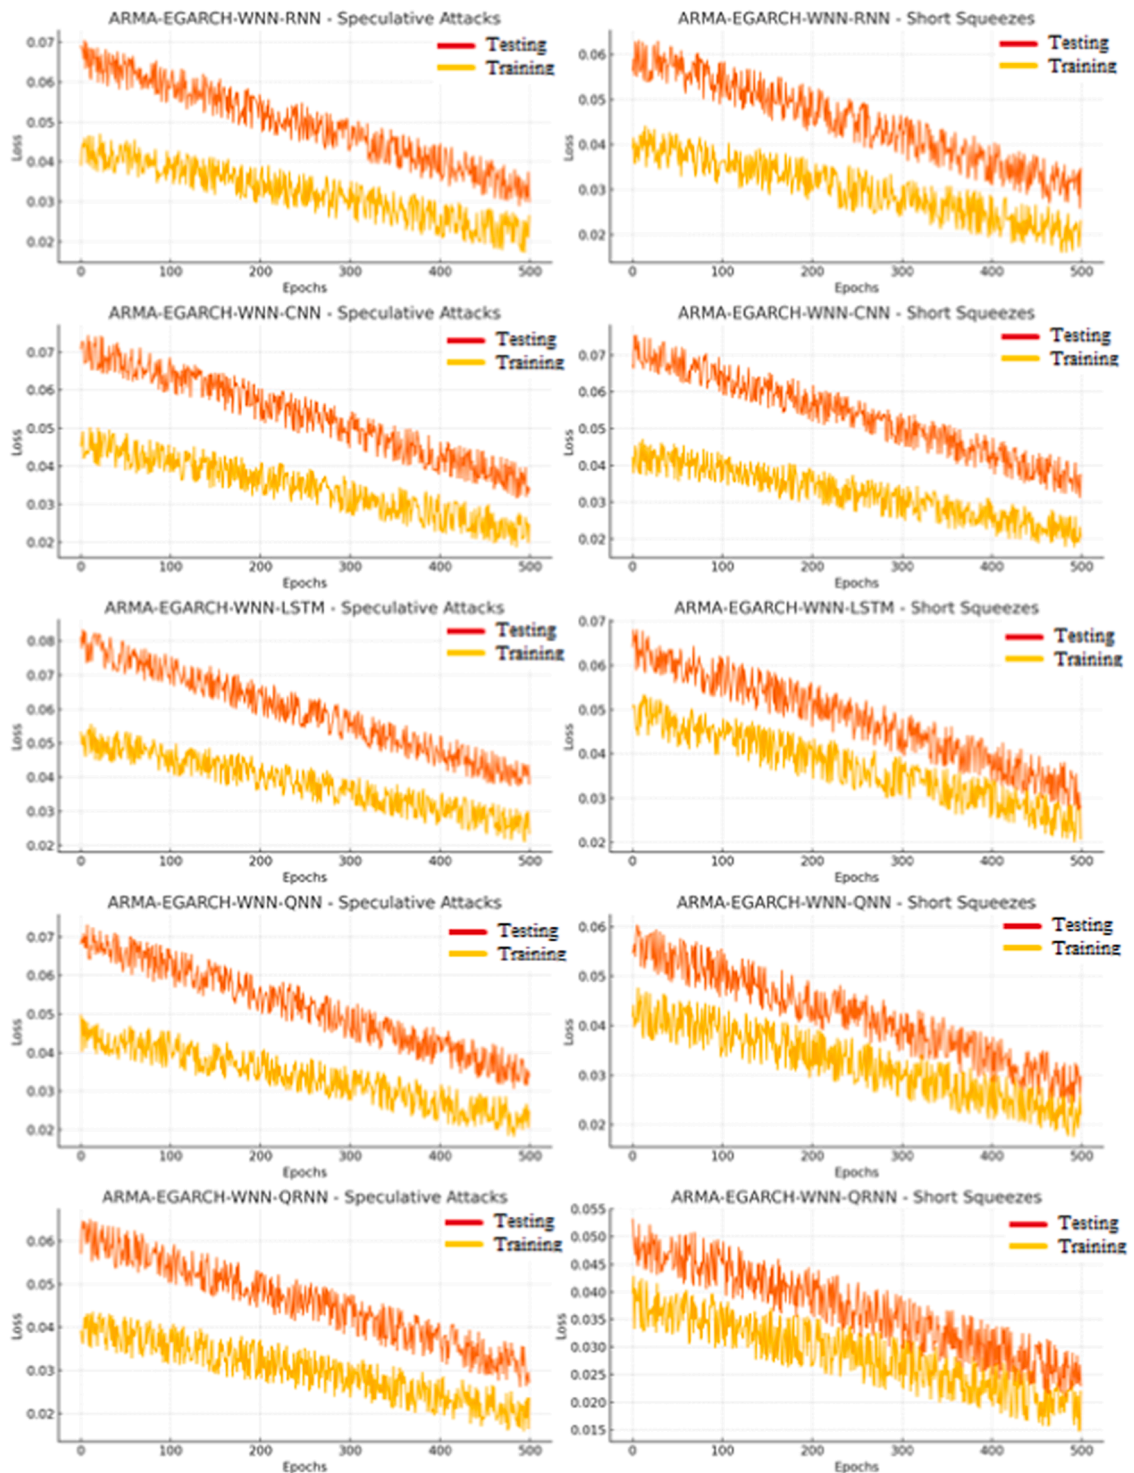 ARMA-EGARCH-WNN-RNN - Speculative Attacks
0.07
0.06
0.05
0.04
0.03
0.02
Loss
Testing
Training
0 100 200 300 400 500
Epochs
ARMA-EGARCH-WNN-RNN - Short Squeezes
0.06
0.05
0.04
0.03
0.02
Loss
Testing
Training
0 100 200 300 400 500
Epochs
ARMA-EGARCH-WNN-CNN - Speculative Attacks
0.07
0.06
0.05
0.04
0.03
0.02
Loss
Testing
Training
0 100 200 300 400 500
Epochs
ARMA-EGARCH-WNN-CNN - Short Squeezes
0.07
0.06
0.05
0.04
0.03
0.02
Loss
Testing
Training
0 100 200 300 400 500
Epochs
ARMA-EGARCH-WNN-LSTM - Speculative Attacks
0.08
0.07
0.06
0.05
0.04
0.03
0.02
Loss
Testing
Training
0 100 200 300 400 500
Epochs
ARMA-EGARCH-WNN-LSTM - Short Squeezes
0.07
0.06
0.05
0.04
0.03
0.02
Loss
Testing
Training
0 100 200 300 400 500
Epochs
ARMA-EGARCH-WNN-QNN - Speculative Attacks
0.07
0.06
0.05
0.04
0.03
0.02
Loss
Testing
Training
0 100 200 300 400 500
Epochs
ARMA-EGARCH-WNN-QNN - Short Squeezes
0.06
0.05
0.04
0.03
0.02
Loss
Testing
Training
0 100 200 300 400 500
Epochs
ARMA-EGARCH-WNN-QRNN - Speculative Attacks
0.06
0.05
0.04
0.03
0.02
Loss
Testing
Training
0 100 200 300 400 500
Epochs
ARMA-EGARCH-WNN-QRNN - Short Squeezes
0.055
0.050
0.045
0.040
0.035
0.030
0.025
0.020
0.015
Loss
Testing
Training
0 100 200 300 400 500
Epochs